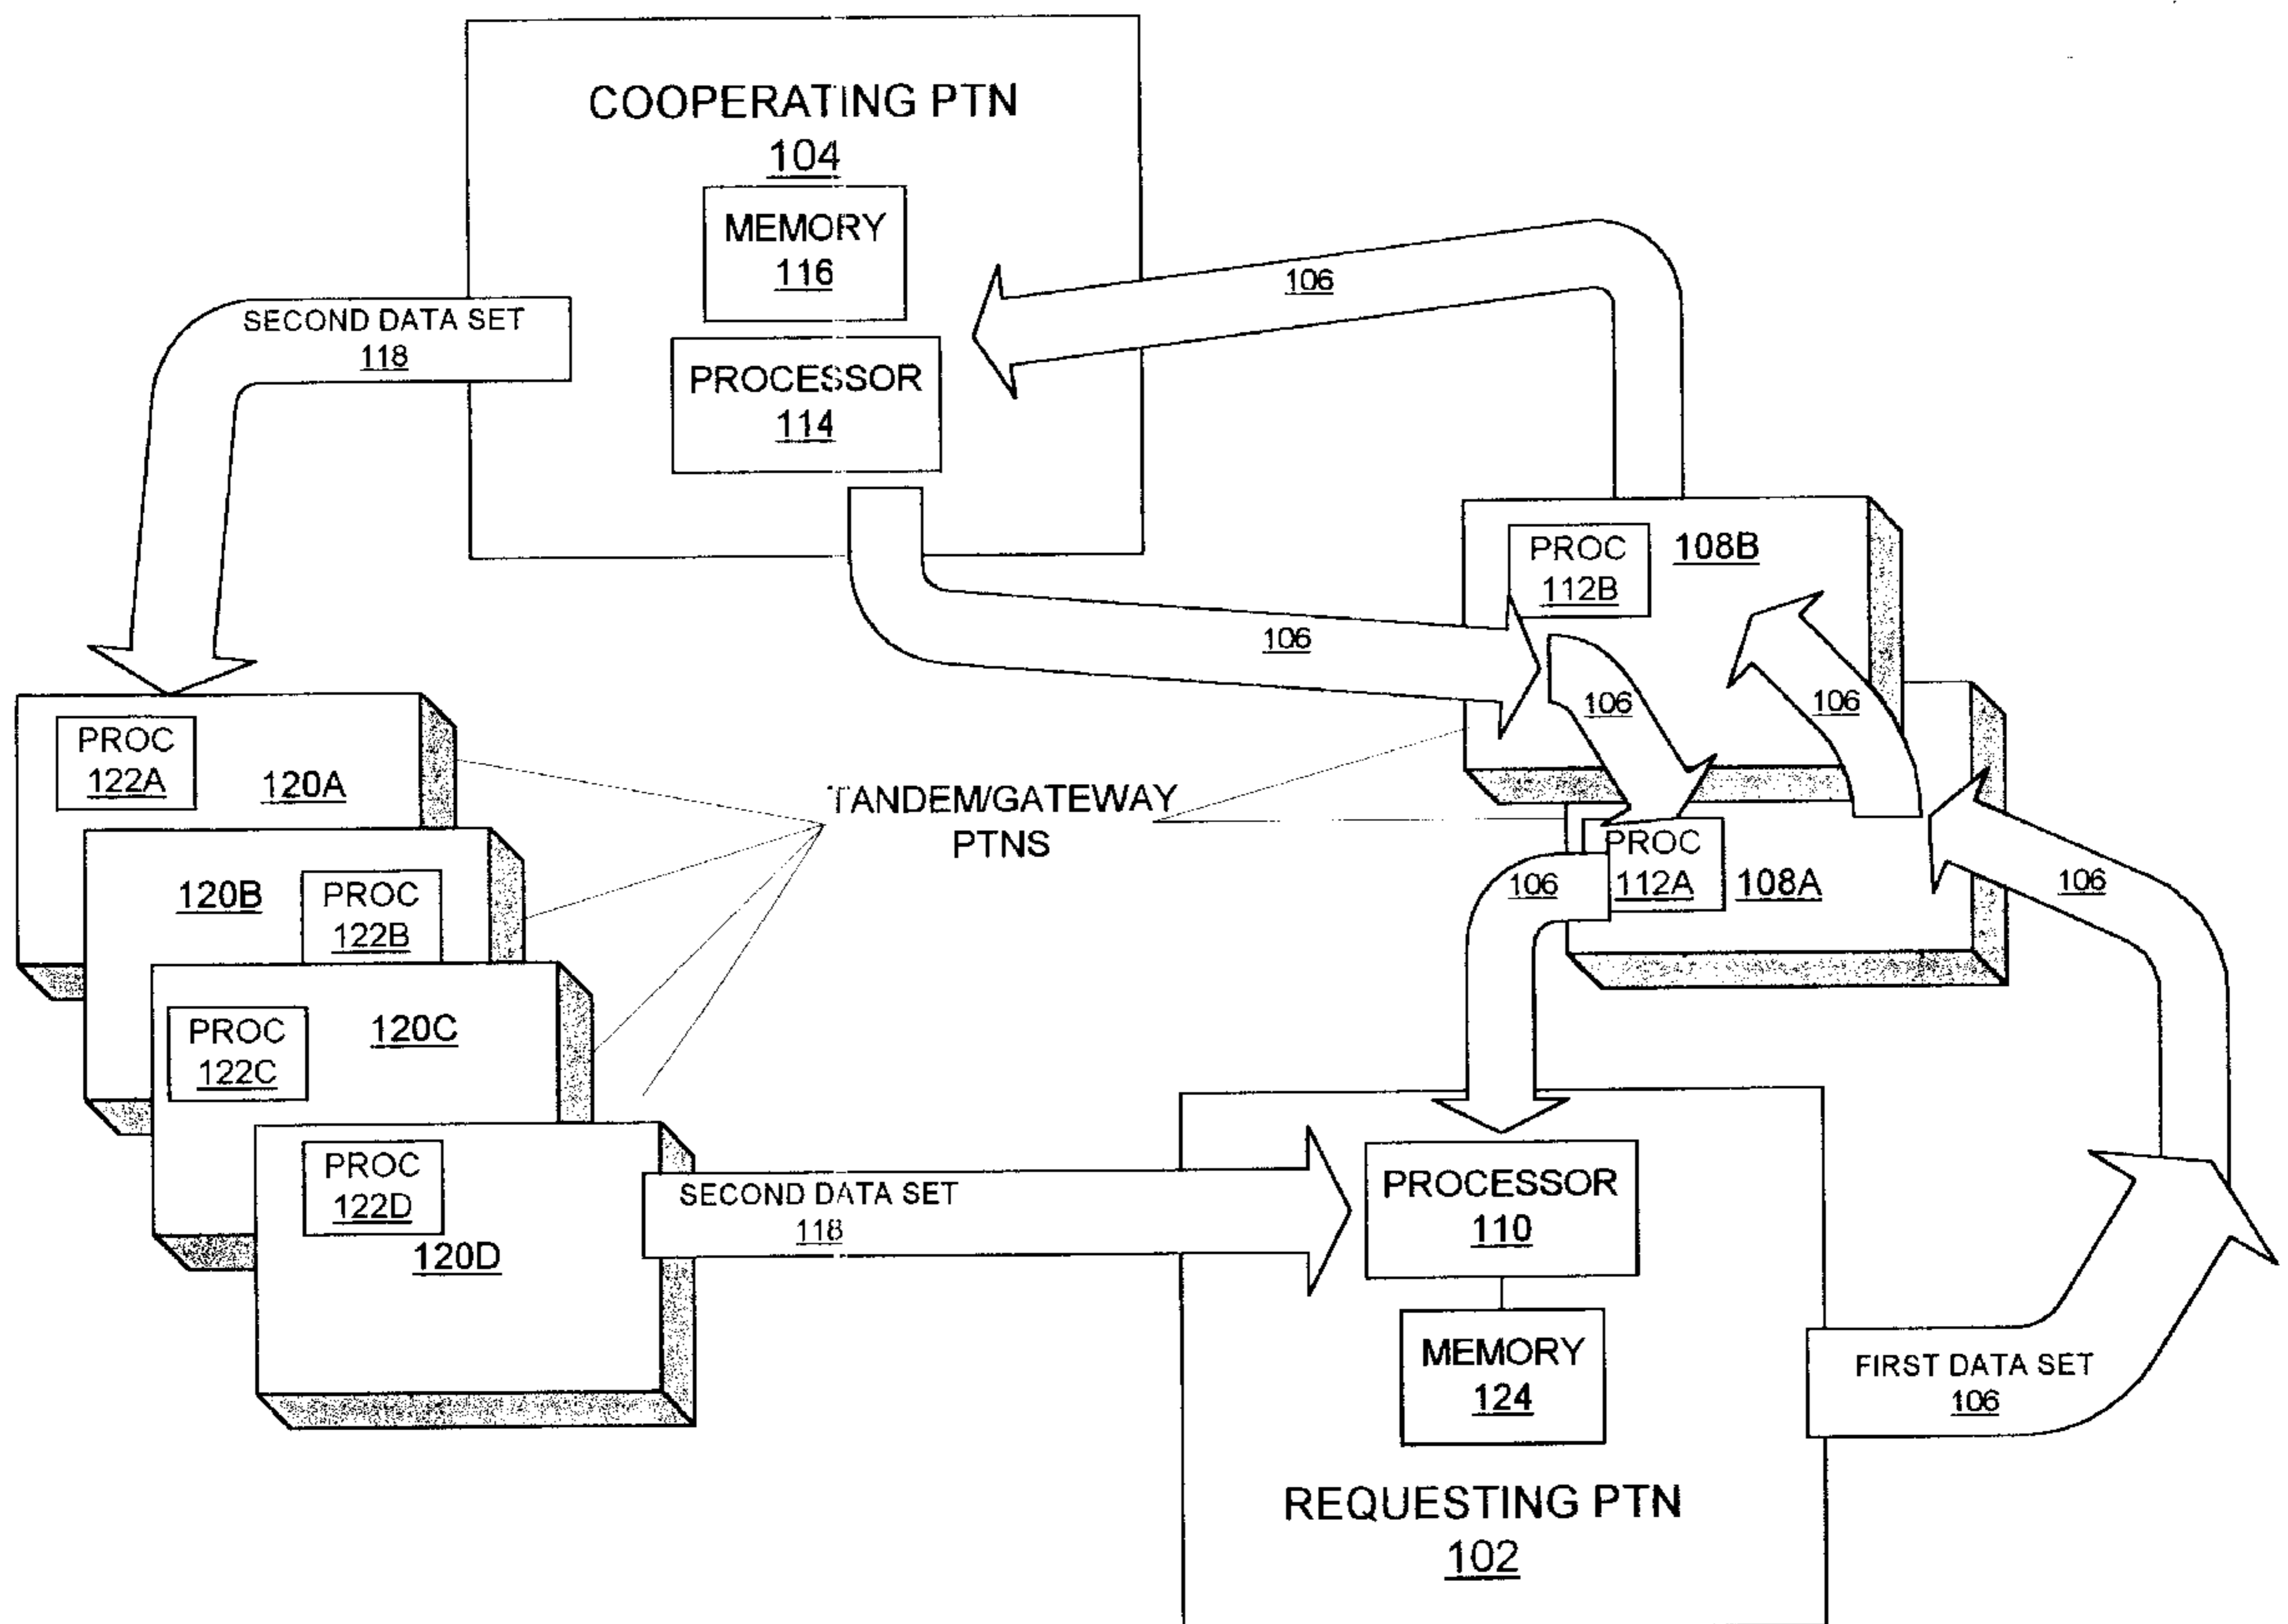 COOPERATING PTN
104
MEMORY
116
PROCESSOR
114
SECOND DATA SET
118
106
106
PROC
112B
108B
106
106
PROC
122A
120A
120B
PROC
122B
PROC
122C
120C
PROC
122D
120D
TANDEM/GATEWAY
PTNS
PROC
112A
108A
106
106
SECOND DATA SET
118
PROCESSOR
110
MEMORY
124
FIRST DATA SET
106
REQUESTING PTN
102